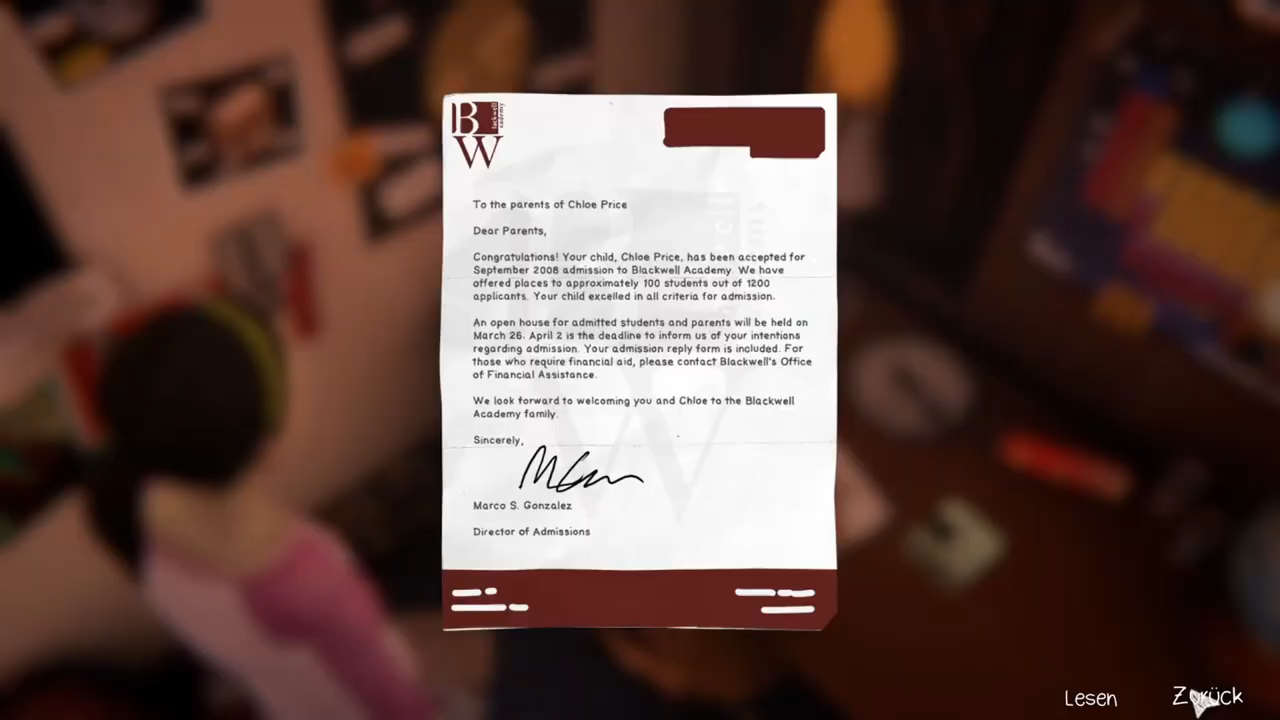 BW
Blackwell
Academy
To the parents of Chloe Price
Dear Parents,
Congratulations! Your child, Chloe Price, has been accepted for
September 2008 admission to Blackwell Academy. We have
offered places to approximately 100 students out of 1200
applicants. Your child excelled in all criteria for admission.
An open house for admitted students and parents will be held on
March 26. April 2 is the deadline to inform us of your intentions
regarding admission. Your admission reply form is included. For
those who require financial aid, please contact Blackwell's Office
of Financial Assistance.
We look forward to welcoming you and Chloe to the Blackwell
Academy family.
Sincerely,
Marco S. Gonzalez
Director of Admissions
Lesen
Zurück